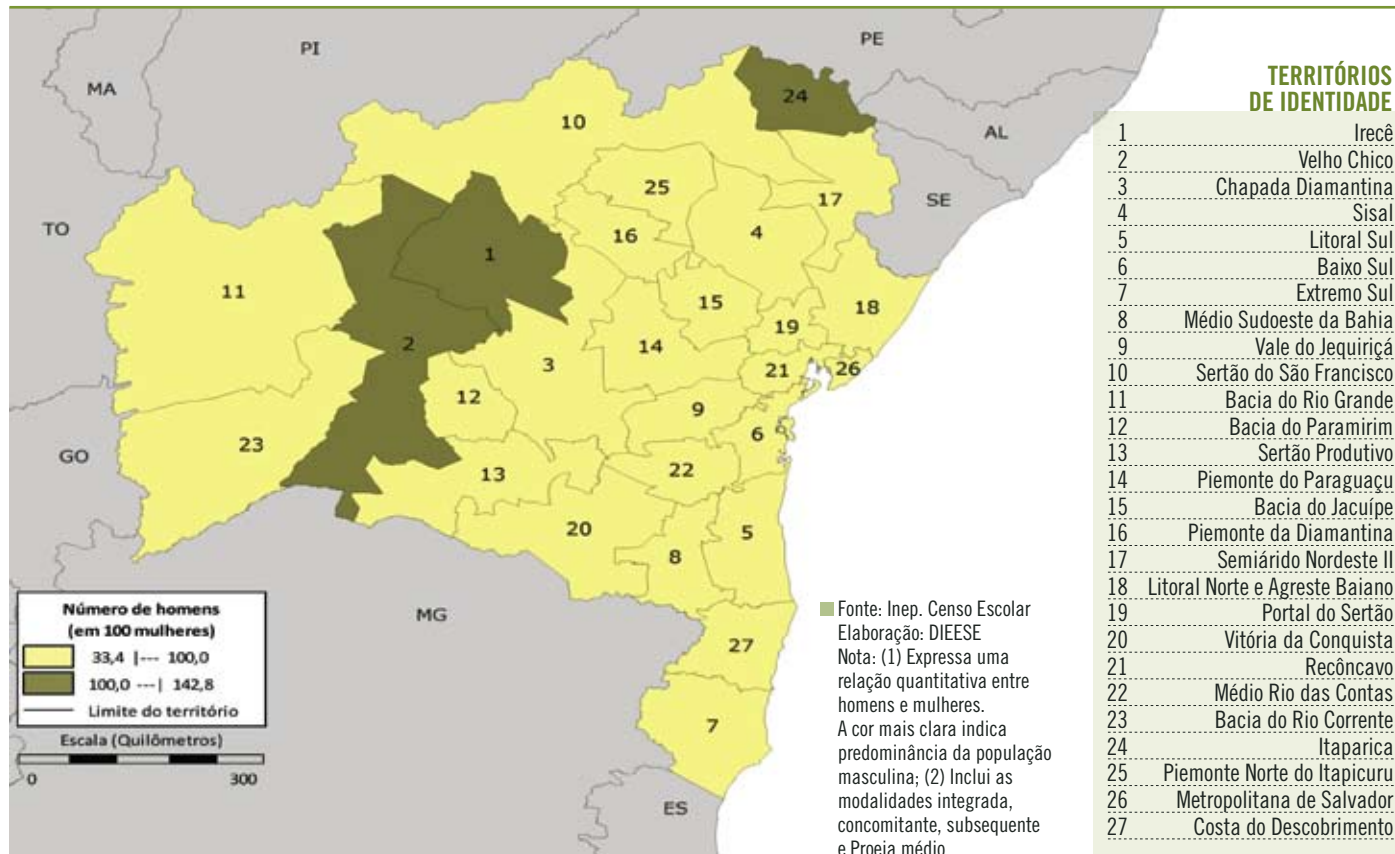 PI
PE
MA
24
AL
10
25
17
SE
TO
16
4
1
11
15
18
19
2
14
3
21
26
12
9
6
23
GO
22
13
20
5
8
MG
27
7
ES
Número de homens
(em 100 mulheres)
33,4 |--- 100,0
100,0 ---| 142,8
Limite do território
Escala (Quilômetros)
0 300
Fonte: Inep. Censo Escolar
Elaboração: DIEESE
Nota: (1) Expressa uma
relação quantitativa entre
homens e mulheres.
A cor mais clara indica
predominância da população
masculina; (2) Inclui as
modalidades integrada,
concomitante, subsequente
e Proeja médio
TERRITÓRIOS
DE IDENTIDADE
1 Irecê
2 Velho Chico
3 Chapada Diamantina
4 Sisal
5 Litoral Sul
6 Baixo Sul
7 Extremo Sul
8 Médio Sudoeste da Bahia
9 Vale do Jequiriçá
10 Sertão do São Francisco
11 Bacia do Rio Grande
12 Bacia do Paramirim
13 Sertão Produtivo
14 Piemonte do Paraguaçu
15 Bacia do Jacuípe
16 Piemonte da Diamantina
17 Semiárido Nordeste II
18 Litoral Norte e Agreste Baiano
19 Portal do Sertão
20 Vitória da Conquista
21 Recôncavo
22 Médio Rio das Contas
23 Bacia do Rio Corrente
24 Itaparica
25 Piemonte Norte do Itapicuru
26 Metropolitana de Salvador
27 Costa do Descobrimento